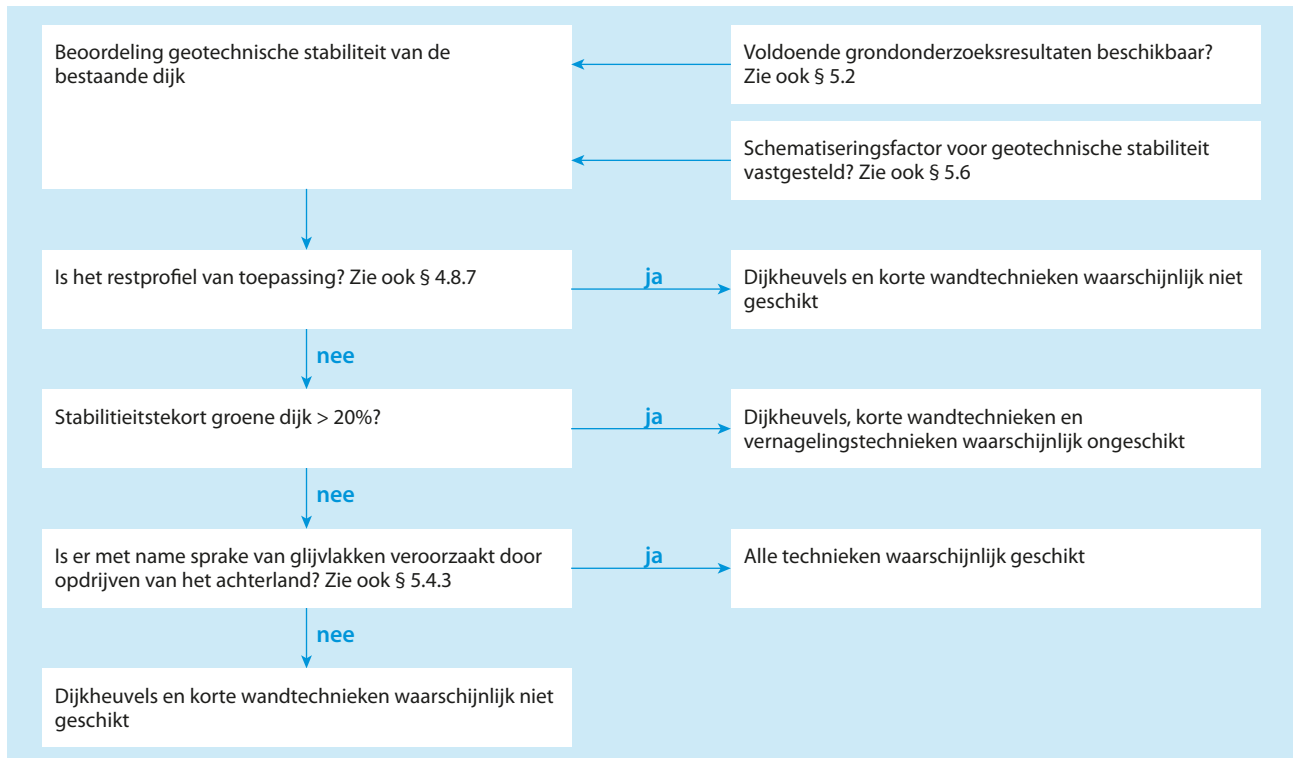 Beoordeling geotechnische stabiliteit van de
bestaande dijk
Voldoende grondonderzoeksresultaten beschikbaar?
Zie ook § 5.2
Schematiseringsfactor voor geotechnische stabiliteit
vastgesteld? Zie ook § 5.6
Is het restprofiel van toepassing? Zie ook § 4.8.7
ja
Dijkheuvels en korte wandtechnieken waarschijnlijk niet
geschikt
nee
Stabilitieitstekort groene dijk > 20%?
ja
Dijkheuvels, korte wandtechnieken en
vernagelingstechnieken waarschijnlijk ongeschikt
nee
Is er met name sprake van glijvlakken veroorzaakt door
opdrijven van het achterland? Zie ook § 5.4.3
ja
Alle technieken waarschijnlijk geschikt
nee
Dijkheuvels en korte wandtechnieken waarschijnlijk niet
geschikt